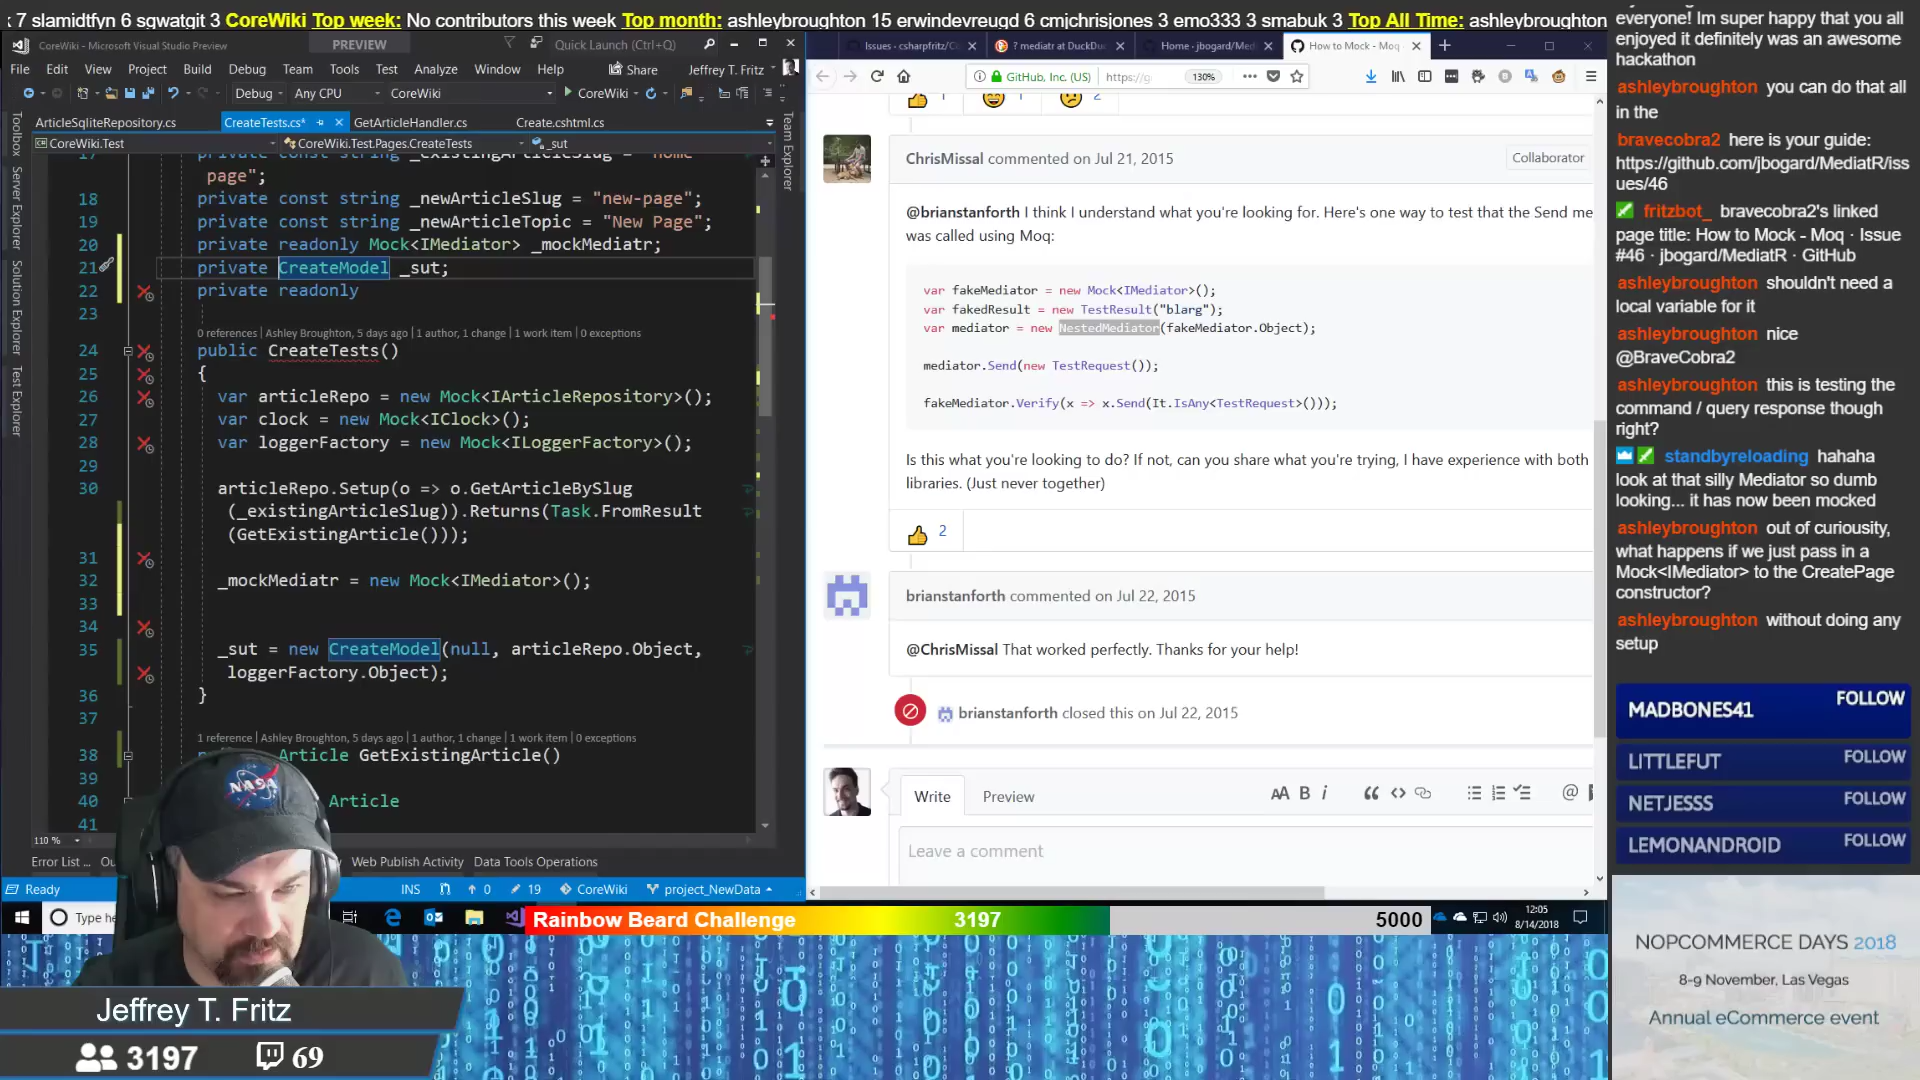 k 7 slamidtfyn 6 sgwatgit 3 CoreWiki Top week: No contributors this week Top month: ashleybroughton 15 erwindevreugd 6 cmjchrisjones 3 emo333 3 smabuk 3 Top All Time: ashleybroughton
CoreWiki - Microsoft Visual Studio Preview
PREVIEW
Quick Launch (Ctrl+Q)
File Edit View Project Build Debug Team Tools Test Analyze Window Help
Share
Jeffrey T. Fritz
Debug
Any CPU
CoreWiki
CoreWiki
ArticleSqliteRepository.cs
CreateTests.cs*
GetArticleHandler.cs
Create.cshtml.cs
CoreWiki.Test
CoreWiki.Test.Pages.CreateTests
_sut
Toolbox
Server Explorer
Solution Explorer
Test Explorer
Team Explorer
17 private const string _existingArticleSlug = "home-
page";
18 private const string _newArticleSlug = "new-page";
19 private const string _newArticleTopic = "New Page";
20 private readonly Mock<IMediator> _mockMediatr;
21 private CreateModel _sut;
22 private readonly
23
0 references | Ashley Broughton, 5 days ago | 1 author, 1 change | 1 work item | 0 exceptions
24 public CreateTests()
25 {
26 var articleRepo = new Mock<IArticleRepository>();
27 var clock = new Mock<IClock>();
28 var loggerFactory = new Mock<ILoggerFactory>();
29
30 articleRepo.Setup(o => o.GetArticleBySlug
(_existingArticleSlug)).Returns(Task.FromResult
(GetExistingArticle()));
31
32 _mockMediatr = new Mock<IMediator>();
33
34
35 _sut = new CreateModel(null, articleRepo.Object,
loggerFactory.Object);
36 }
37
1 reference | Ashley Broughton, 5 days ago | 1 author, 1 change | 1 work item | 0 exceptions
38 Article GetExistingArticle()
39
40 Article
41
110 %
Error List ...
Web Publish Activity
Data Tools Operations
Ready
INS
0
19
CoreWiki
project_NewData
Issues · csharpfritz/C
? mediatr at DuckDu
Home · jbogard/Med
How to Mock - Moq
GitHub, Inc. (US)
https://g
130%
1
1
2
ChrisMissal commented on Jul 21, 2015
Collaborator
@brianstanforth I think I understand what you're looking for. Here's one way to test that the Send me
was called using Moq:
var fakeMediator = new Mock<IMediator>();
var fakedResult = new TestResult("blarg");
var mediator = new NestedMediator(fakeMediator.Object);
mediator.Send(new TestRequest());
fakeMediator.Verify(x => x.Send(It.IsAny<TestRequest>()));
Is this what you're looking to do? If not, can you share what you're trying, I have experience with both
libraries. (Just never together)
2
brianstanforth commented on Jul 22, 2015
@ChrisMissal That worked perfectly. Thanks for your help!
brianstanforth closed this on Jul 22, 2015
Write
Preview
AA B i
Leave a comment
everyone! Im super happy that you all
enjoyed it definitely was an awesome
hackathon
ashleybroughton you can do that all
in the
bravecobra2 here is your guide:
https://github.com/jbogard/MediatR/iss
ues/46
fritzbot_ bravecobra2's linked
page title: How to Mock - Moq · Issue
#46 · jbogard/MediatR · GitHub
ashleybroughton shouldn't need a
local variable for it
ashleybroughton nice
@BraveCobra2
ashleybroughton this is testing the
command / query response though
right?
standbyreloading hahaha
look at that silly Mediator so dumb
looking... it has now been mocked
ashleybroughton out of curiousity,
what happens if we just pass in a
Mock<IMediator> to the CreatePage
constructor?
ashleybroughton without doing any
setup
MADBONES41 FOLLOW
LITTLEFUT FOLLOW
NETJESSS FOLLOW
LEMONANDROID FOLLOW
Type he
Rainbow Beard Challenge 3197 5000
12:05
8/14/2018
NASA
Jeffrey T. Fritz
3197 69
NOPCOMMERCE DAYS 2018
8-9 November, Las Vegas
Annual eCommerce event